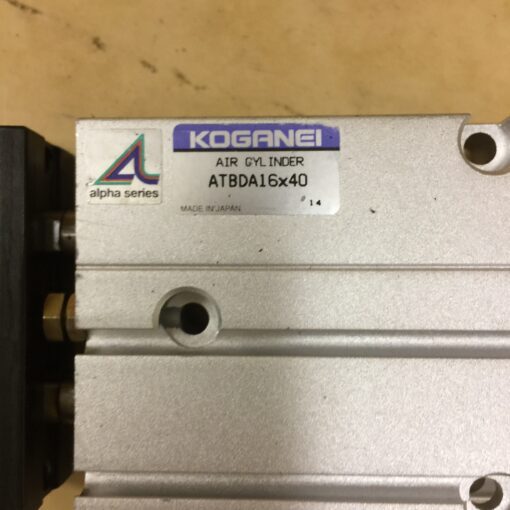 KOGANEI
AIR CYLINDER
ATBDA16x40
alpha series
MADE IN JAPAN
14